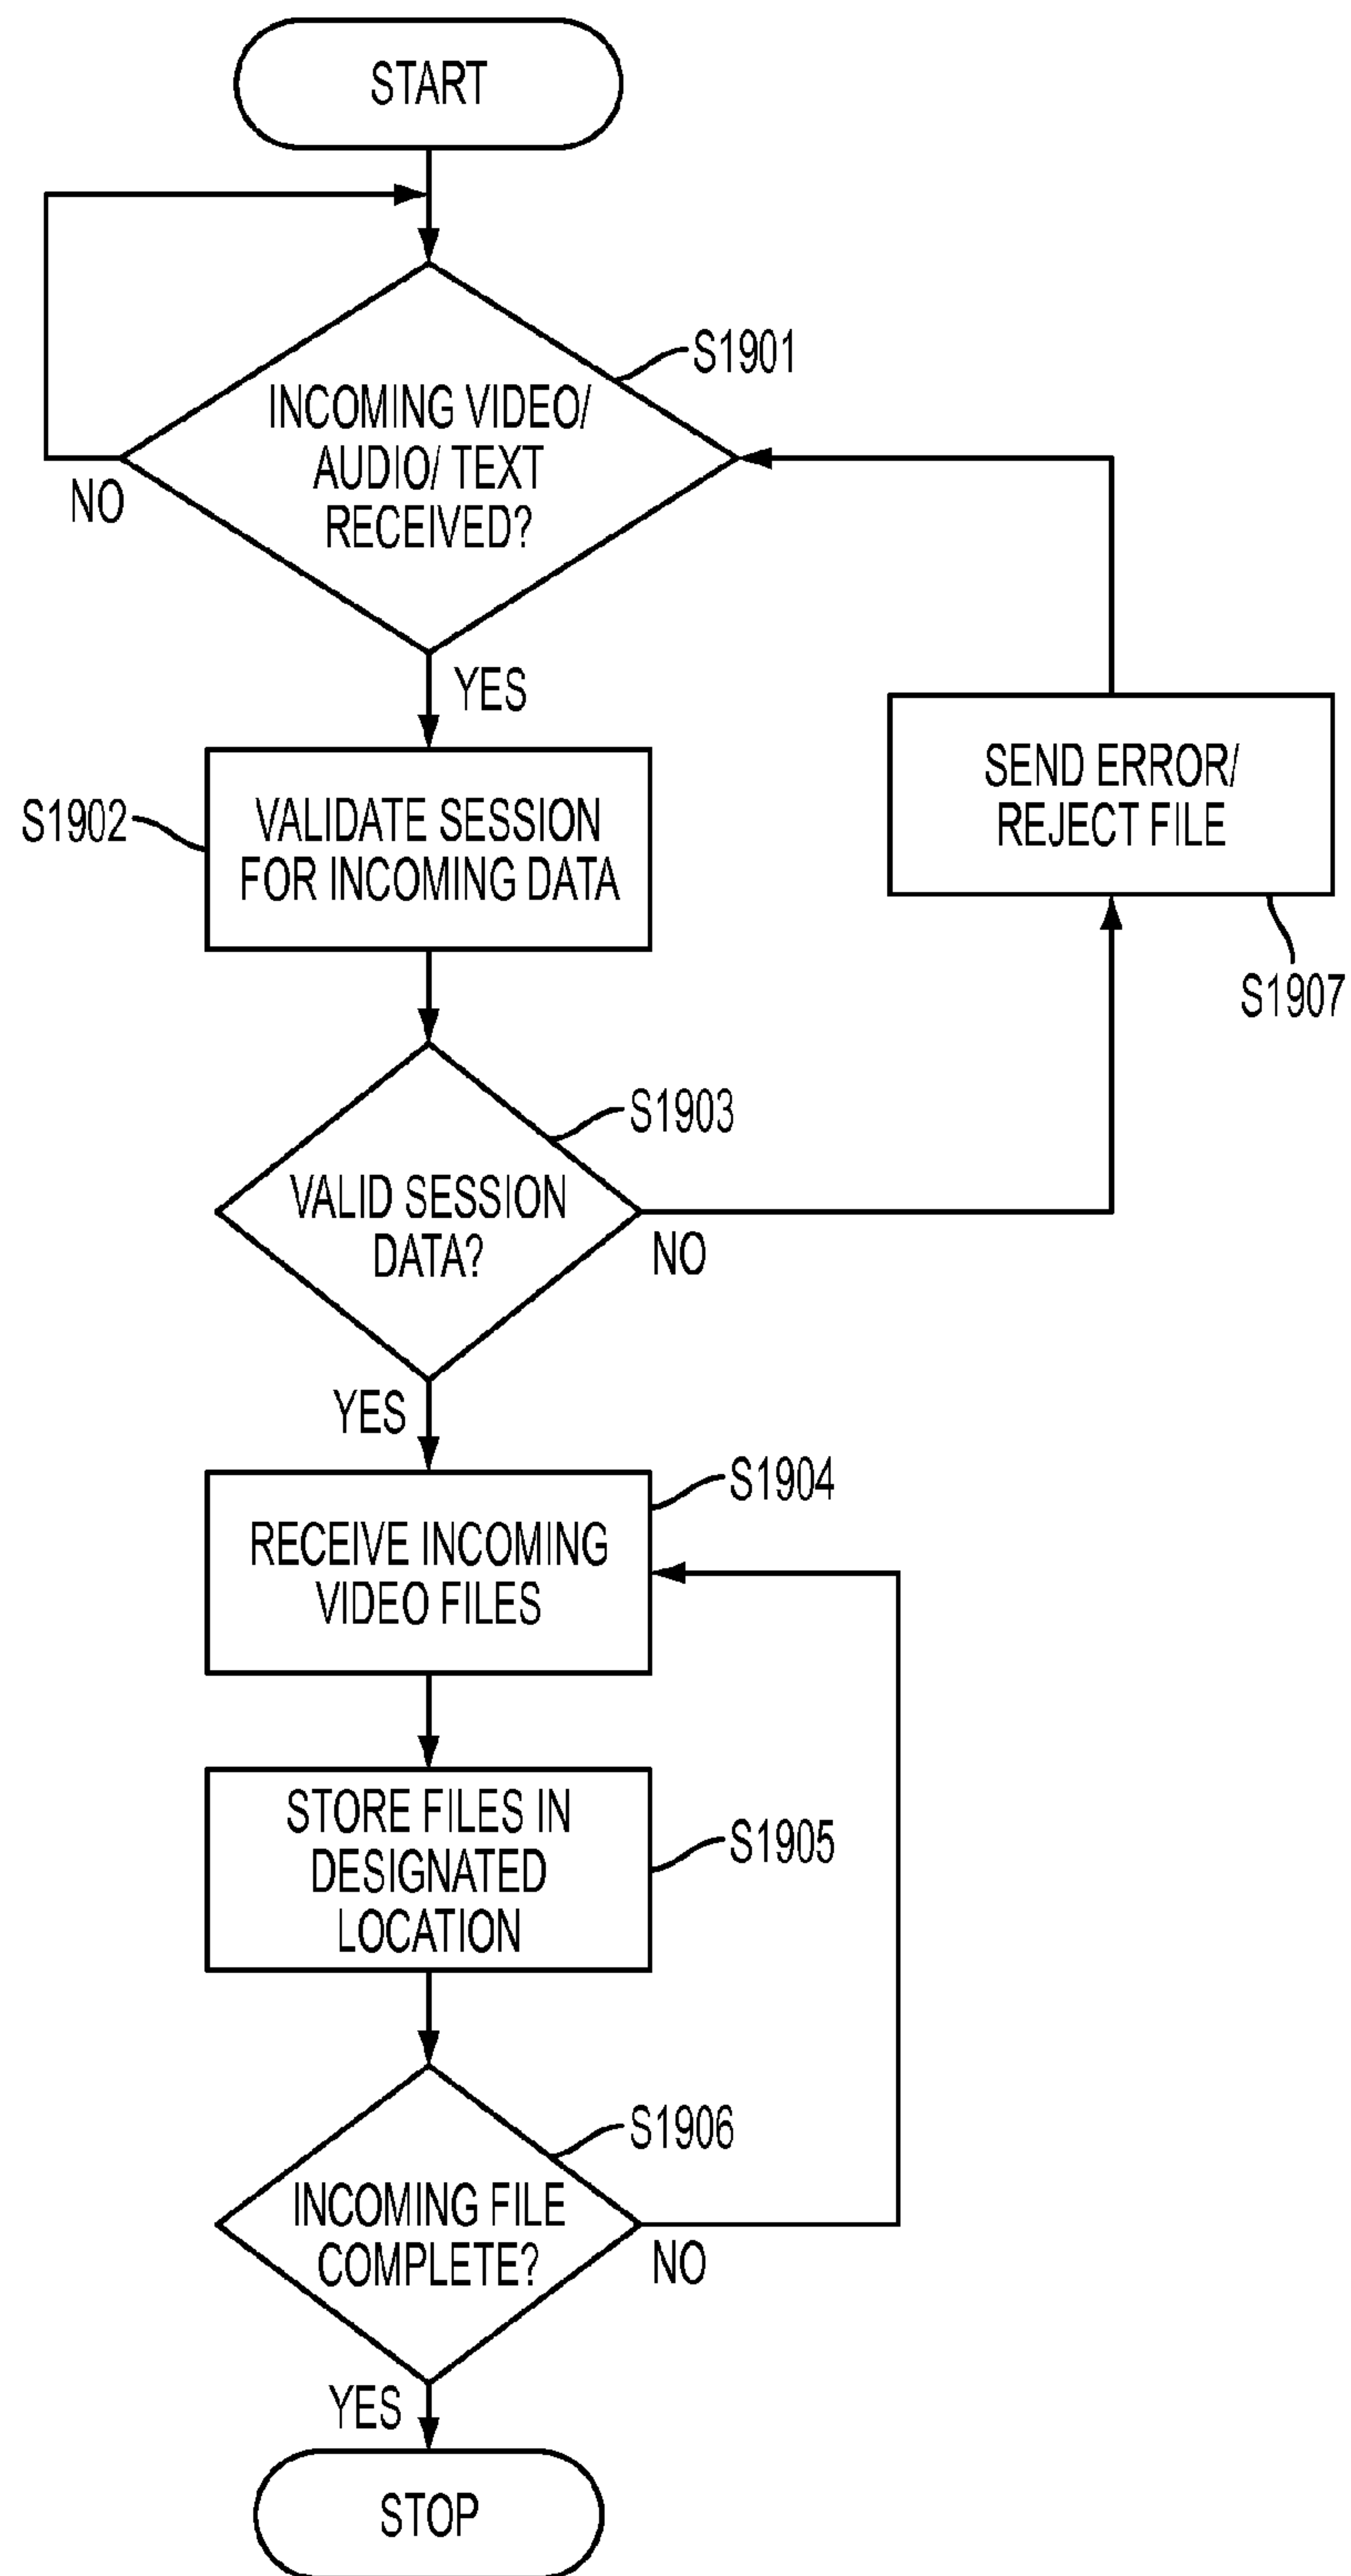 START
S1901
INCOMING VIDEO/
AUDIO/ TEXT
RECEIVED?
NO
YES
S1902
VALIDATE SESSION
FOR INCOMING DATA
SEND ERROR/
REJECT FILE
S1907
S1903
VALID SESSION
DATA?
NO
YES
S1904
RECEIVE INCOMING
VIDEO FILES
STORE FILES IN
DESIGNATED
LOCATION
S1905
S1906
INCOMING FILE
COMPLETE?
NO
YES
STOP